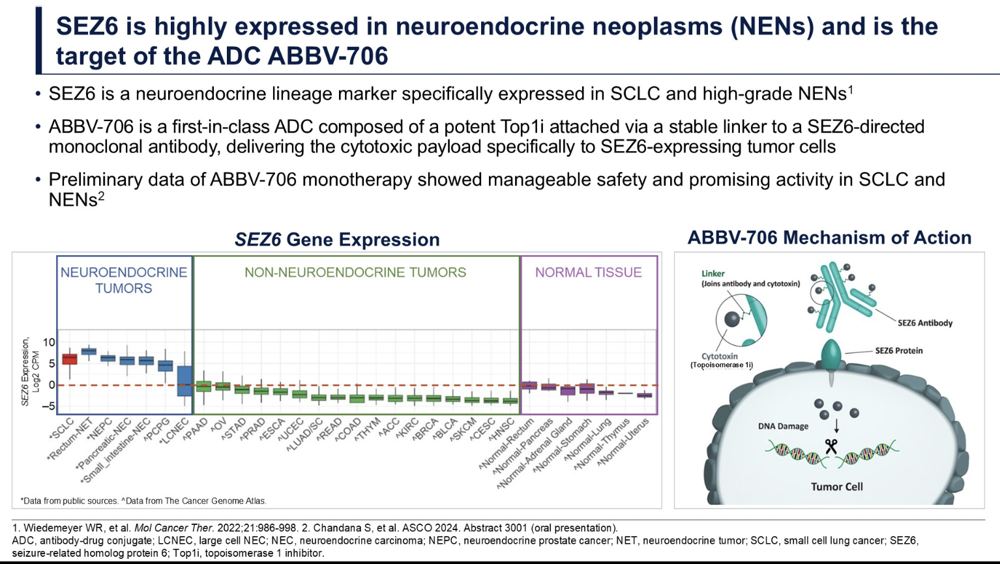 SEZ6 is highly expressed in neuroendocrine neoplasms (NENs) and is the
target of the ADC ABBV-706
• SEZ6 is a neuroendocrine lineage marker specifically expressed in SCLC and high-grade NENs1
• ABBV-706 is a first-in-class ADC composed of a potent Top1i attached via a stable linker to a SEZ6-directed
monoclonal antibody, delivering the cytotoxic payload specifically to SEZ6-expressing tumor cells
• Preliminary data of ABBV-706 monotherapy showed manageable safety and promising activity in SCLC and
NENs2
SEZ6 Gene Expression
NEUROENDOCRINE
TUMORS
NON-NEUROENDOCRINE TUMORS
NORMAL TISSUE
SEZ6 Expression,
Log2 CPM
10
5
0
–5
*SCLC
*Rectum-NET
*NEPC
*Pancreatic-NEC
*Small_intestine-NEC
^PCPG
*LCNEC
^PAAD
^OV
^STAD
^PRAD
^ESCA
^UCEC
^LUAD/SC
^READ
^COAD
^THYM
^ACC
^KIRC
^BRCA
^BLCA
^SKCM
^CESC
^HNSC
^Normal-Rectum
^Normal-Pancreas
^Normal-Adrenal Gland
^Normal-Stomach
^Normal-Lung
^Normal-Thymus
^Normal-Uterus
*Data from public sources. ^Data from The Cancer Genome Atlas.
ABBV-706 Mechanism of Action
Linker
(Joins antibody and cytotoxin)
SEZ6 Antibody
SEZ6 Protein
Cytotoxin
(Topoisomerase 1i)
DNA Damage
Tumor Cell
1. Wiedemeyer WR, et al. Mol Cancer Ther. 2022;21:986-998. 2. Chandana S, et al. ASCO 2024. Abstract 3001 (oral presentation).
ADC, antibody-drug conjugate; LCNEC, large cell NEC; NEC, neuroendocrine carcinoma; NEPC, neuroendocrine prostate cancer; NET, neuroendocrine tumor; SCLC, small cell lung cancer; SEZ6,
seizure-related homolog protein 6; Top1i, topoisomerase 1 inhibitor.